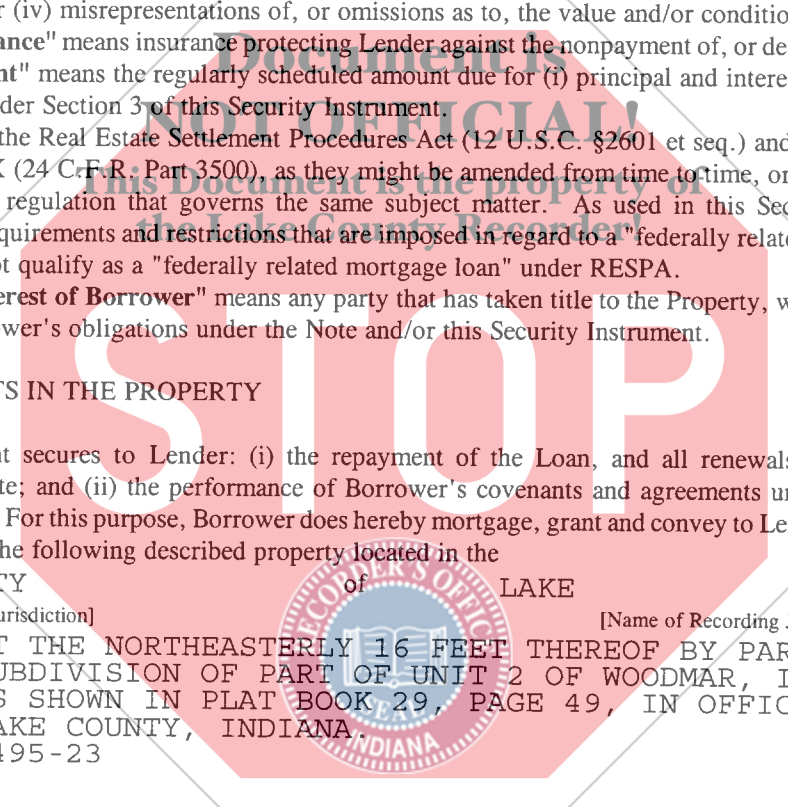 r (iv) misrepresentations of, or omissions as to, the value and/or conditio
ance" means insurance protecting Lender against the nonpayment of, or de
nt" means the regularly scheduled amount due for (i) principal and intere
der Section 3 of this Security Instrument.
the Real Estate Settlement Procedures Act (12 U.S.C. §2601 et seq.) and
X (24 C.F.R. Part 3500), as they might be amended from time to time, or
regulation that governs the same subject matter. As used in this Sec
quirements and restrictions that are imposed in regard to a "federally relate
ot qualify as a "federally related mortgage loan" under RESPA.
erest of Borrower" means any party that has taken title to the Property, w
ower's obligations under the Note and/or this Security Instrument.
TS IN THE PROPERTY
nt secures to Lender: (i) the repayment of the Loan, and all renewals
te; and (ii) the performance of Borrower's covenants and agreements un
For this purpose, Borrower does hereby mortgage, grant and convey to Le
he following described property located in the
TY of LAKE
urisdiction] [Name of Recording J
T THE NORTHEASTERLY 16 FEET THEREOF BY PAR
UBDIVISION OF PART OF UNIT 2 OF WOODMAR, I
S SHOWN IN PLAT BOOK 29, PAGE 49, IN OFFIC
AKE COUNTY, INDIANA.
495-23
Document is
NOT OFFICIAL!
This Document is the property of
the Lake County Recorder!
STOP
RECORDER'S OFFICE
SEAL
INDIANA